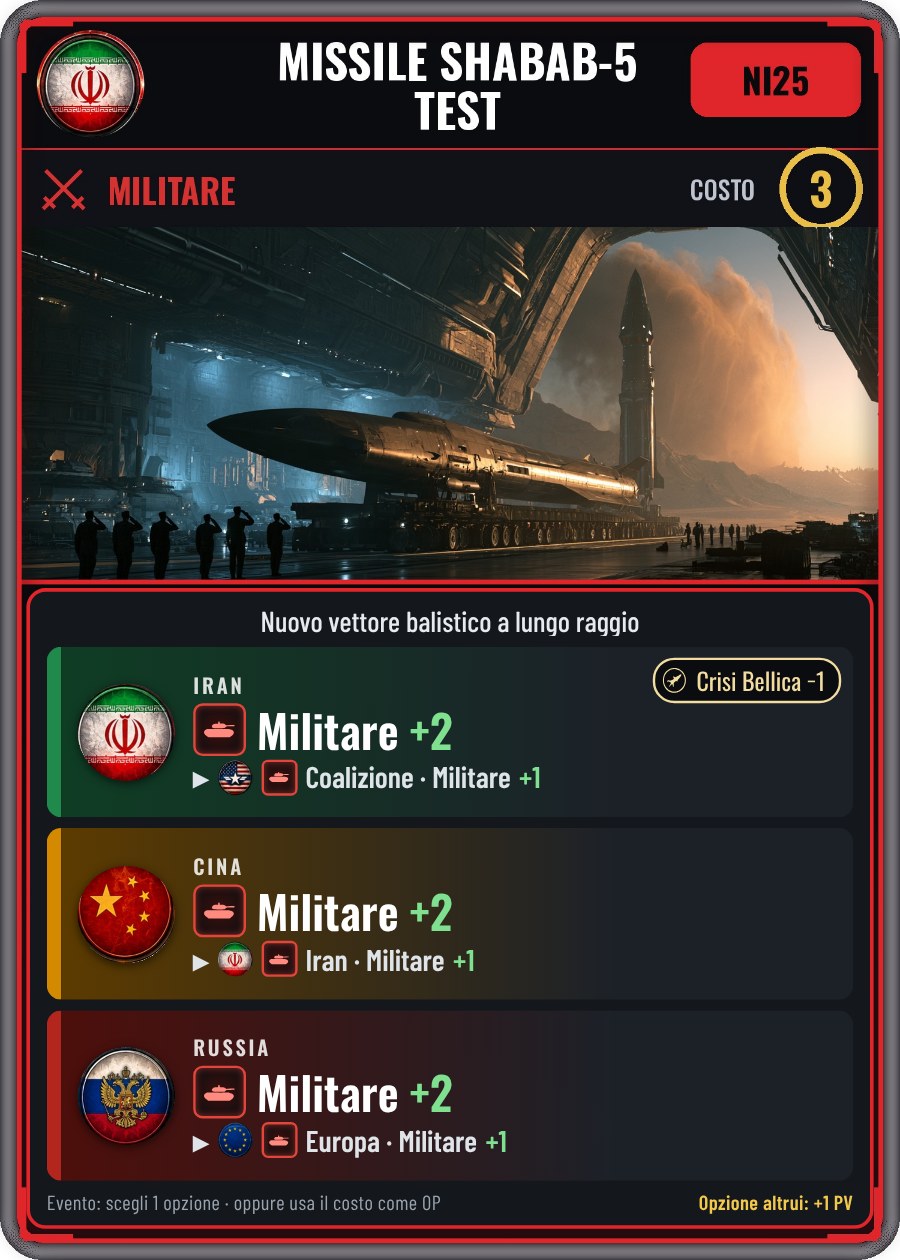 MISSILE SHABAB-5
TEST
NI25
MILITARE
COSTO
3
Nuovo vettore balistico a lungo raggio
IRAN
Crisi Bellica -1
Militare +2
▶ Coalizione · Militare +1
CINA
Militare +2
▶ Iran · Militare +1
RUSSIA
Militare +2
▶ Europa · Militare +1
Evento: scegli 1 opzione · oppure usa il costo come OP
Opzione altrui: +1 PV